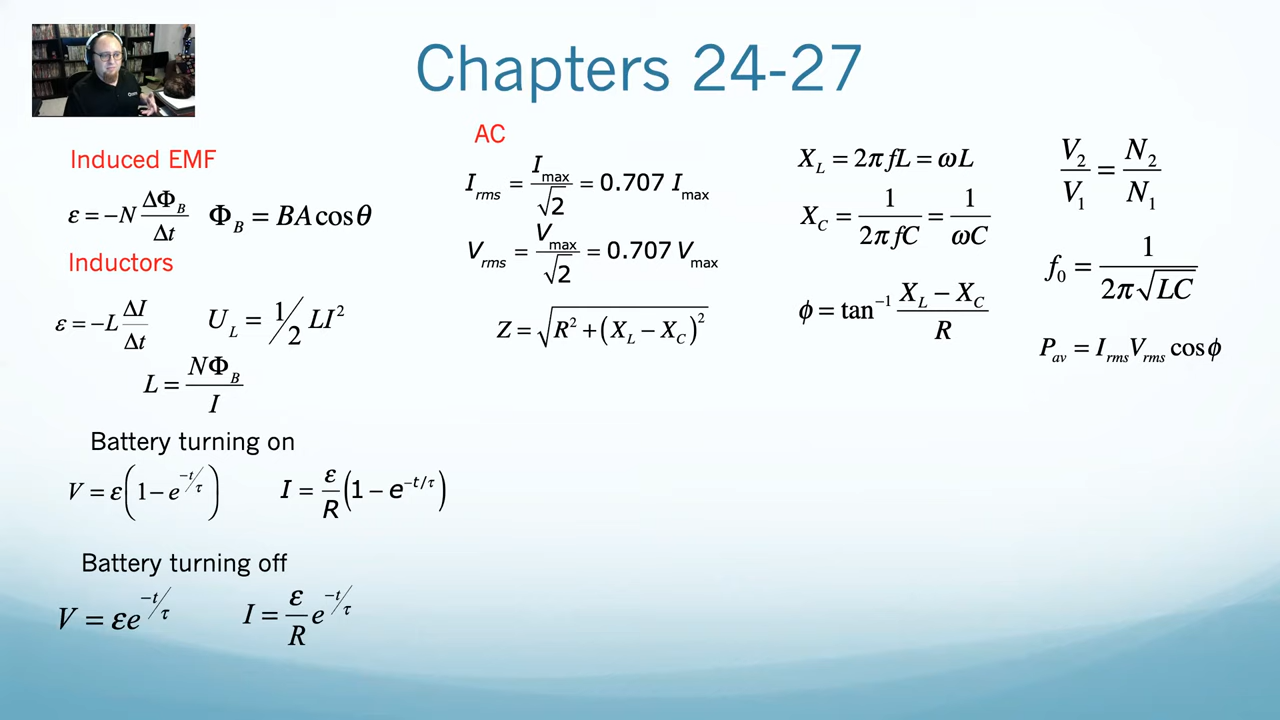 Chapters 24-27
Induced EMF
ε = −N ΔΦ_B / Δt    Φ_B = BA cos θ
Inductors
ε = −L ΔI / Δt    U_L = 1/2 LI²
L = NΦ_B / I
Battery turning on
V = ε(1 − e^(−t/τ))    I = ε/R (1 − e^(−t/τ))
Battery turning off
V = εe^(−t/τ)    I = ε/R e^(−t/τ)
AC
I_rms = I_max / √2 = 0.707 I_max
V_rms = V_max / √2 = 0.707 V_max
Z = √(R² + (X_L − X_C)²)
X_L = 2πfL = ωL
X_C = 1 / 2πfC = 1 / ωC
ϕ = tan⁻¹ (X_L − X_C) / R
V₂ / V₁ = N₂ / N₁
f₀ = 1 / 2π√LC
P_av = I_rms V_rms cos ϕ